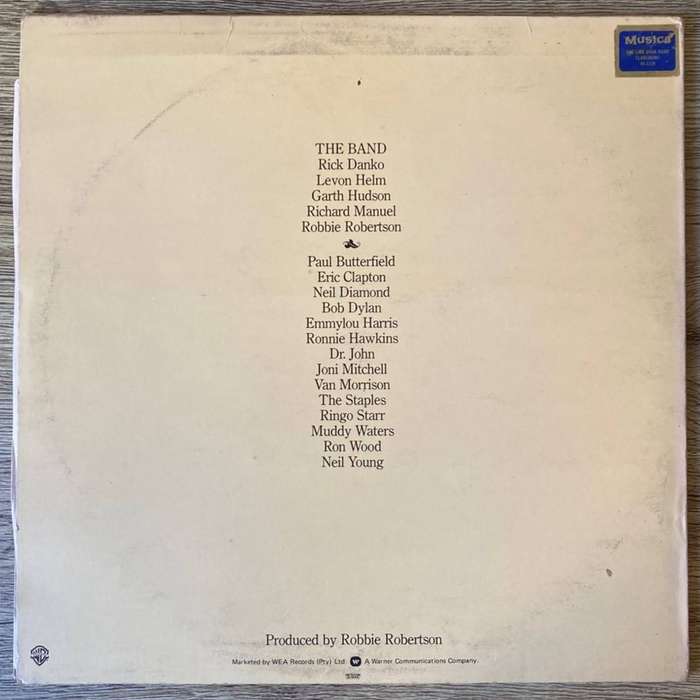 Musica
THE BAND
Rick Danko
Levon Helm
Garth Hudson
Richard Manuel
Robbie Robertson
Paul Butterfield
Eric Clapton
Neil Diamond
Bob Dylan
Emmylou Harris
Ronnie Hawkins
Dr. John
Joni Mitchell
Van Morrison
The Staples
Ringo Starr
Muddy Waters
Ron Wood
Neil Young
Produced by Robbie Robertson
Marketed by WEA Records (Pty) Ltd. A Warner Communications Company.